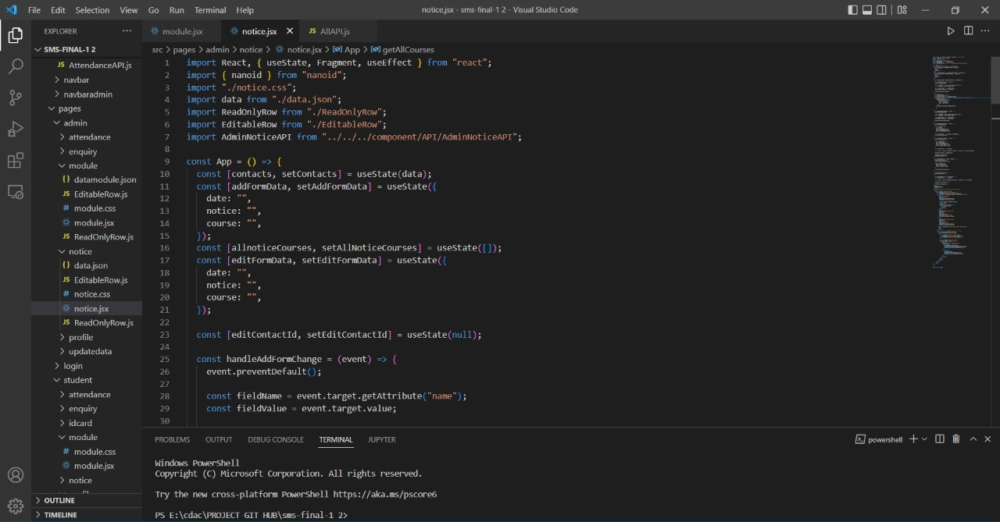 File Edit Selection View Go Run Terminal Help
notice.jsx - sms-final-1 2 - Visual Studio Code
EXPLORER
SMS-FINAL-1 2
JS AttendanceAPI.js
navbar
navbaradmin
pages
admin
attendance
enquiry
module
{} datamodule.json
JS EditableRow.js
# module.css
module.jsx
JS ReadOnlyRow.js
notice
{} data.json
JS EditableRow.js
# notice.css
notice.jsx
JS ReadOnlyRow.js
profile
updatedata
login
student
attendance
enquiry
idcard
module
# module.css
module.jsx
notice
OUTLINE
TIMELINE
module.jsx notice.jsx JS AllAPI.js
src > pages > admin > notice > notice.jsx > App > getAllCourses
1 import React, { useState, Fragment, useEffect } from "react";
2 import { nanoid } from "nanoid";
3 import "./notice.css";
4 import data from "./data.json";
5 import ReadOnlyRow from "./ReadOnlyRow";
6 import EditableRow from "./EditableRow";
7 import AdminNoticeAPI from "../../../component/API/AdminNoticeAPI";
8
9 const App = () => {
10 const [contacts, setContacts] = useState(data);
11 const [addFormData, setAddFormData] = useState({
12 date: "",
13 notice: "",
14 course: "",
15 });
16 const [allnoticeCourses, setAllNoticeCourses] = useState([]);
17 const [editFormData, setEditFormData] = useState({
18 date: "",
19 notice: "",
20 course: "",
21 });
22
23 const [editContactId, setEditContactId] = useState(null);
24
25 const handleAddFormChange = (event) => {
26 event.preventDefault();
27
28 const fieldName = event.target.getAttribute("name");
29 const fieldValue = event.target.value;
30
PROBLEMS OUTPUT DEBUG CONSOLE TERMINAL JUPYTER
powershell
Windows PowerShell
Copyright (C) Microsoft Corporation. All rights reserved.
Try the new cross-platform PowerShell https://aka.ms/pscore6
PS E:\cdac\PROJECT GIT HUB\sms-final-1 2>